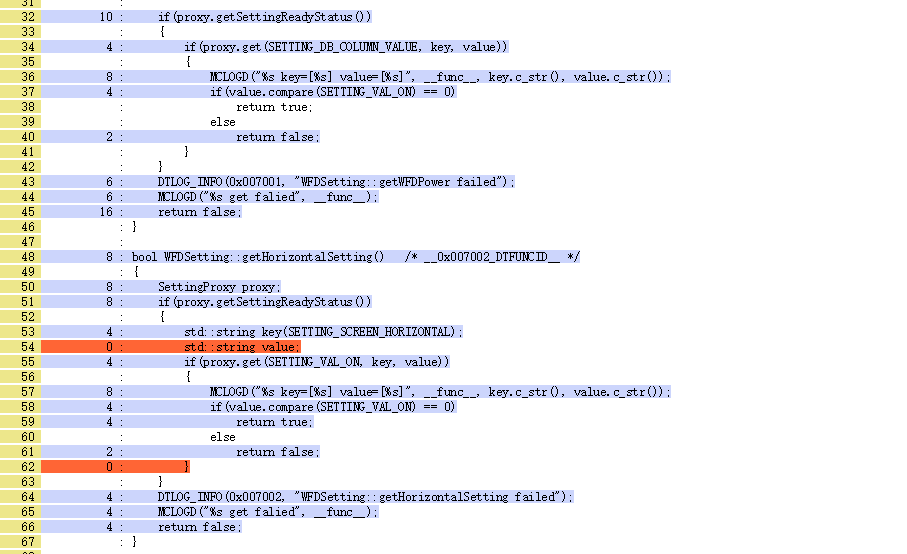 31 :
32 10 : if(proxy.getSettingReadyStatus())
33 : {
34 4 : if(proxy.get(SETTING_DB_COLUMN_VALUE, key, value))
35 : {
36 8 : MCLOGD("%s key=[%s] value=[%s]", __func__, key.c_str(), value.c_str());
37 4 : if(value.compare(SETTING_VAL_ON) == 0)
38 : return true;
39 : else
40 2 : return false;
41 : }
42 : }
43 6 : DTLOG_INFO(0x007001, "WFDSetting::getWFDPower failed");
44 6 : MCLOGD("%s get falied", __func__);
45 16 : return false;
46 : }
47 :
48 8 : bool WFDSetting::getHorizontalSetting() /* __0x007002_DTFUNCID__ */
49 : {
50 8 : SettingProxy proxy;
51 8 : if(proxy.getSettingReadyStatus())
52 : {
53 4 : std::string key(SETTING_SCREEN_HORIZONTAL);
54 0 : std::string value;
55 4 : if(proxy.get(SETTING_VAL_ON, key, value))
56 : {
57 8 : MCLOGD("%s key=[%s] value=[%s]", __func__, key.c_str(), value.c_str());
58 4 : if(value.compare(SETTING_VAL_ON) == 0)
59 4 : return true;
60 : else
61 2 : return false;
62 0 : }
63 : }
64 4 : DTLOG_INFO(0x007002, "WFDSetting::getHorizontalSetting failed");
65 4 : MCLOGD("%s get falied", __func__);
66 4 : return false;
67 : }